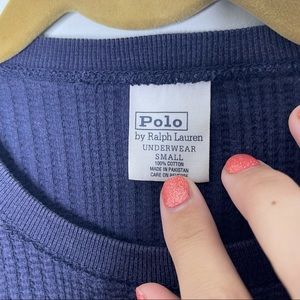 Polo
by Ralph Lauren
UNDERWEAR
SMALL
100% COTTON
MADE IN PAKISTAN
CARE ON REVERSE